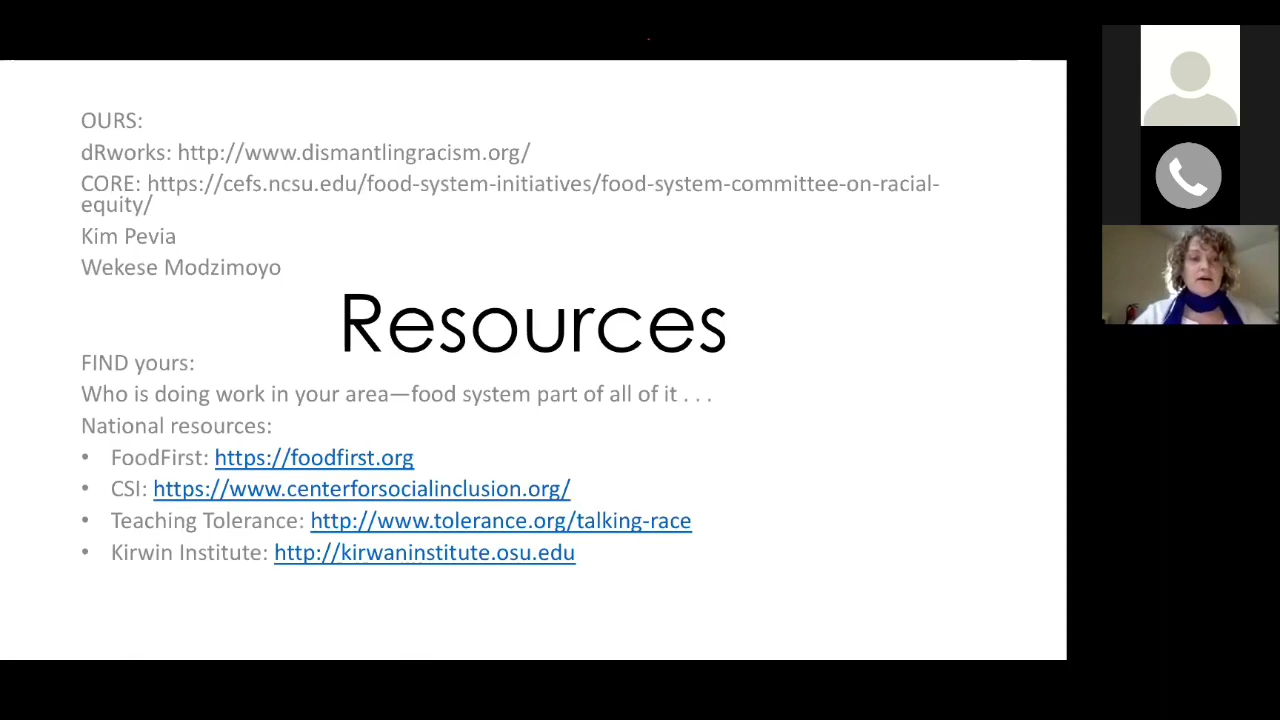 OURS:
dRworks: http://www.dismantlingracism.org/
CORE: https://cefs.ncsu.edu/food-system-initiatives/food-system-committee-on-racial-
equity/
Kim Pevia
Wekese Modzimoyo
Resources
FIND yours:
Who is doing work in your area—food system part of all of it . . .
National resources:
• FoodFirst: https://foodfirst.org
• CSI: https://www.centerforsocialinclusion.org/
• Teaching Tolerance: http://www.tolerance.org/talking-race
• Kirwin Institute: http://kirwaninstitute.osu.edu